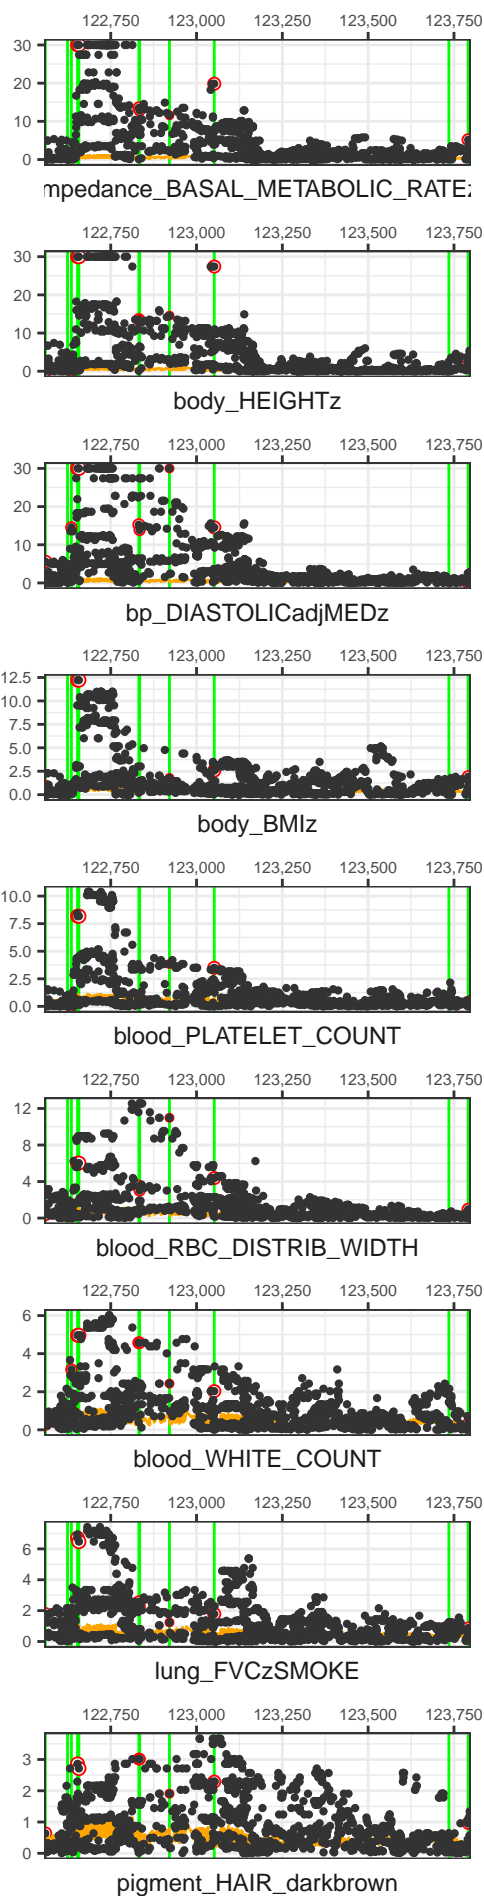 122,750 123,000 123,250 123,500 123,750
30
20
10
0
mpedance_BASAL_METABOLIC_RATEz
122,750 123,000 123,250 123,500 123,750
30
20
10
0
body_HEIGHTz
122,750 123,000 123,250 123,500 123,750
30
20
10
0
bp_DIASTOLICadjMEDz
122,750 123,000 123,250 123,500 123,750
12.5
10.0
7.5
5.0
2.5
0.0
body_BMIz
122,750 123,000 123,250 123,500 123,750
10.0
7.5
5.0
2.5
0.0
blood_PLATELET_COUNT
122,750 123,000 123,250 123,500 123,750
12
8
4
0
blood_RBC_DISTRIB_WIDTH
122,750 123,000 123,250 123,500 123,750
6
4
2
0
blood_WHITE_COUNT
122,750 123,000 123,250 123,500 123,750
6
4
2
0
lung_FVCzSMOKE
122,750 123,000 123,250 123,500 123,750
3
2
1
0
pigment_HAIR_darkbrown